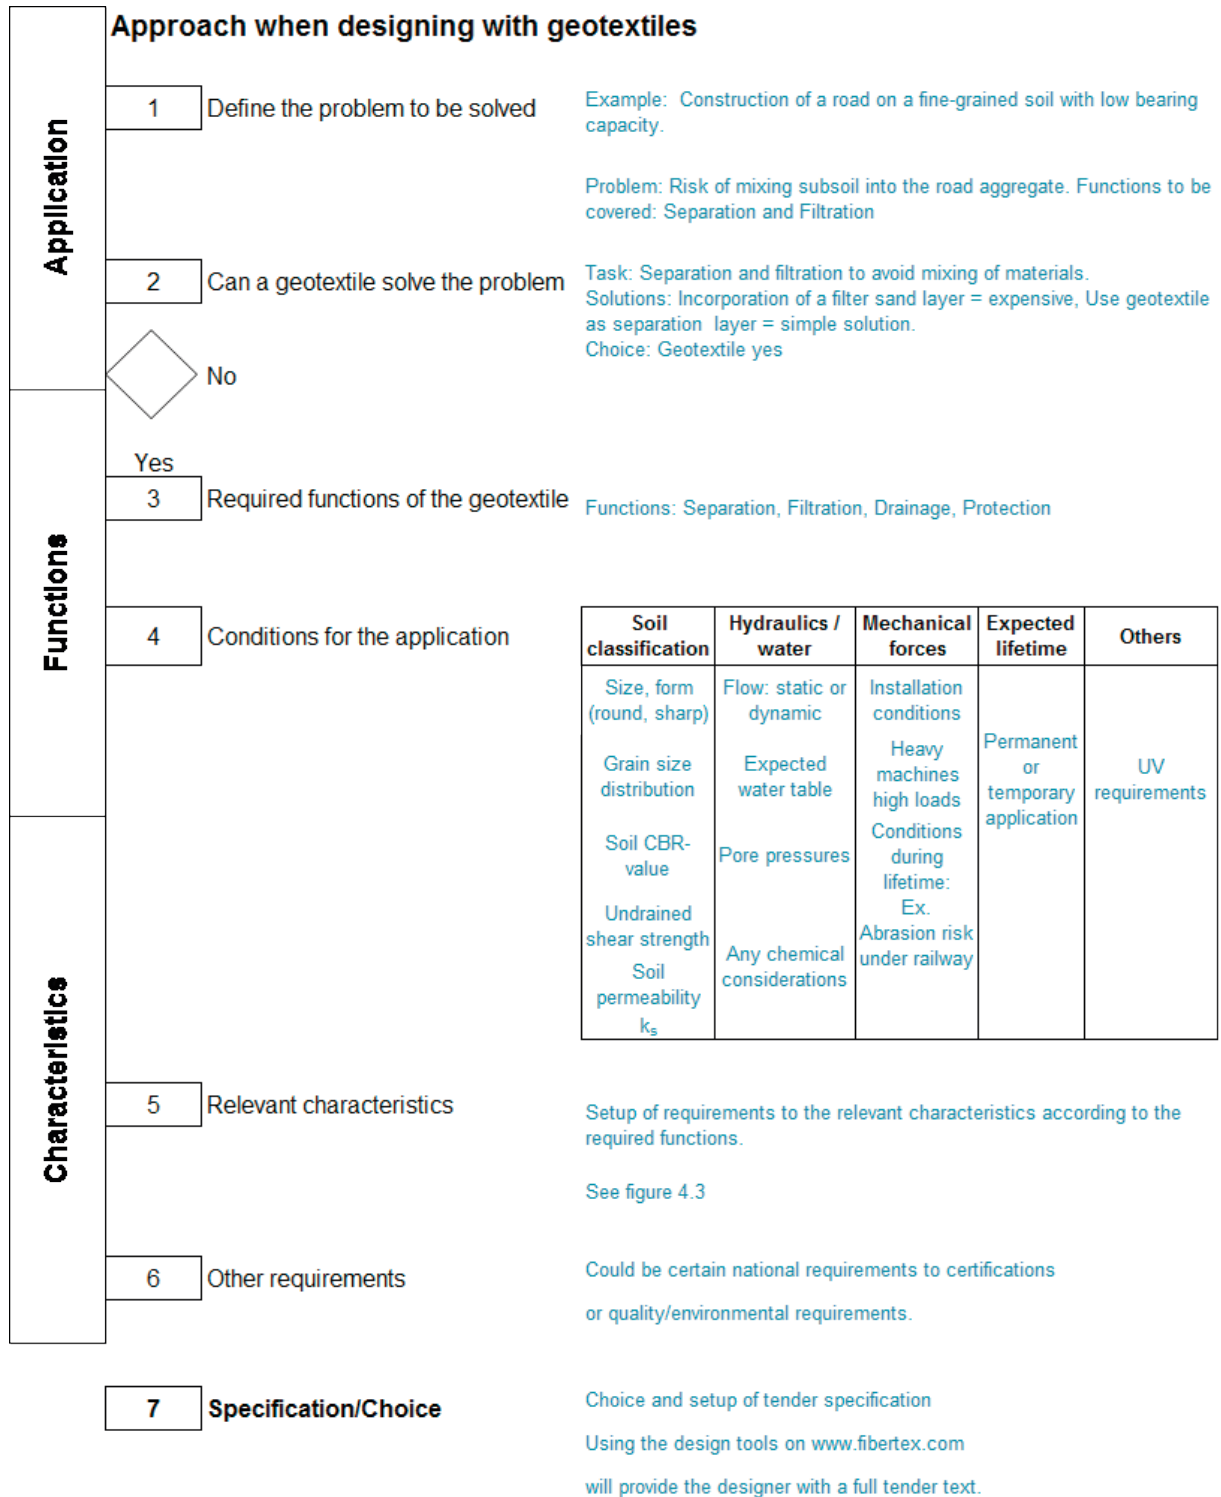 Approach when designing with geotextiles
Application
1
Define the problem to be solved
Example: Construction of a road on a fine-grained soil with low bearing
capacity.
Problem: Risk of mixing subsoil into the road aggregate. Functions to be
covered: Separation and Filtration
2
Can a geotextile solve the problem
Task: Separation and filtration to avoid mixing of materials.
Solutions: Incorporation of a filter sand layer = expensive, Use geotextile
as separation layer = simple solution.
Choice: Geotextile yes
No
Yes
Functions
3
Required functions of the geotextile
Functions: Separation, Filtration, Drainage, Protection
4
Conditions for the application
Soil
classification
Hydraulics /
water
Mechanical
forces
Expected
lifetime
Others
Size, form
(round, sharp)
Grain size
distribution
Soil CBR-
value
Undrained
shear strength
Soil
permeability
ks
Flow: static or
dynamic
Expected
water table
Pore pressures
Any chemical
considerations
Installation
conditions
Heavy
machines
high loads
Conditions
during
lifetime:
Ex.
Abrasion risk
under railway
Permanent
or
temporary
application
UV
requirements
Characteristics
5
Relevant characteristics
Setup of requirements to the relevant characteristics according to the
required functions.
See figure 4.3
6
Other requirements
Could be certain national requirements to certifications
or quality/environmental requirements.
7
Specification/Choice
Choice and setup of tender specification
Using the design tools on www.fibertex.com
will provide the designer with a full tender text.